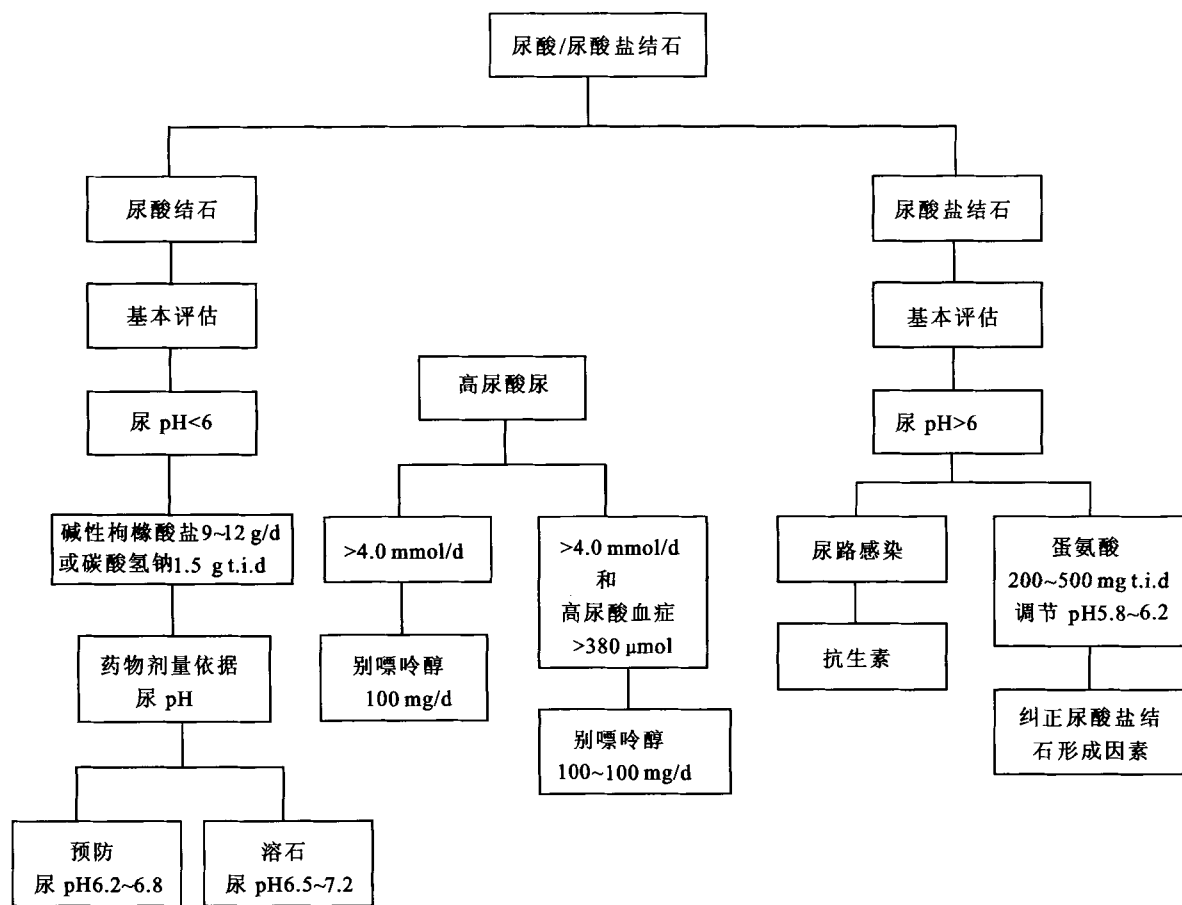 尿酸/尿酸盐结石
尿酸结石
尿酸盐结石
基本评估
基本评估
高尿酸尿
尿 pH<6
尿 pH>6
碱性枸橼酸盐9~12 g/d
或碳酸氢钠1.5 g t.i.d
>4.0 mmol/d
>4.0 mmol/d
和
高尿酸血症
>380 μmol
尿路感染
蛋氨酸
200~500 mg t.i.d
调节 pH5.8~6.2
药物剂量依据
尿 pH
别嘌呤醇
100 mg/d
抗生素
别嘌呤醇
100~100 mg/d
纠正尿酸盐结
石形成因素
预防
尿 pH6.2~6.8
溶石
尿 pH6.5~7.2